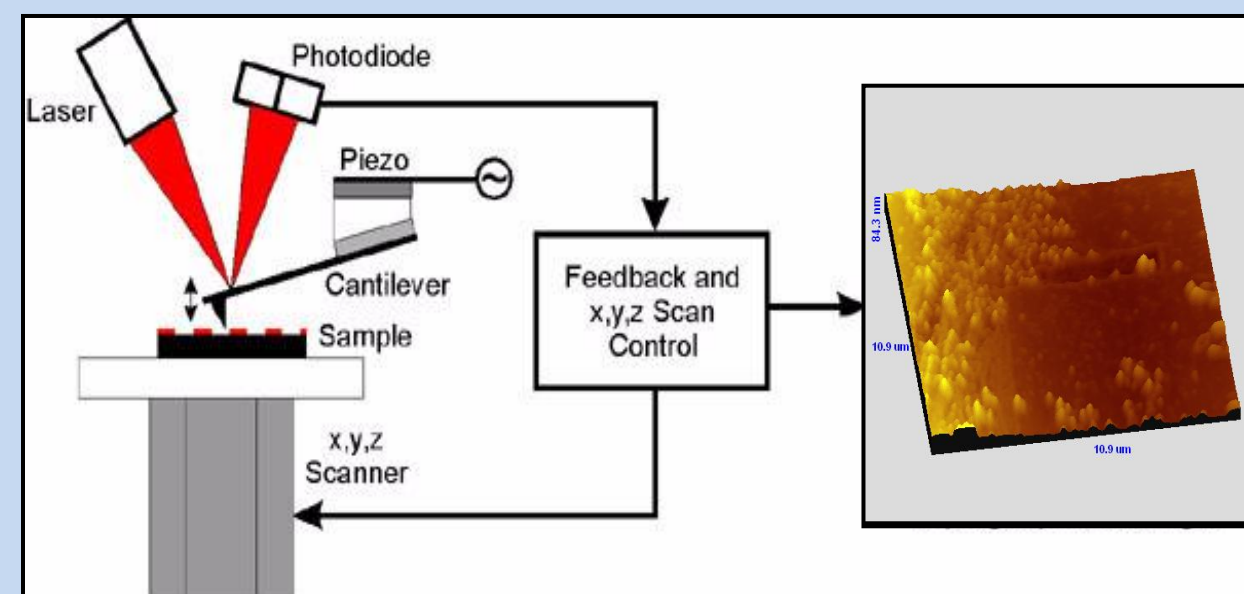 Photodiode
Laser
Piezo
Cantilever
Sample
x,y,z
Scanner
Feedback and
x,y,z Scan
Control
84.3 nm
10.9 um
10.9 um